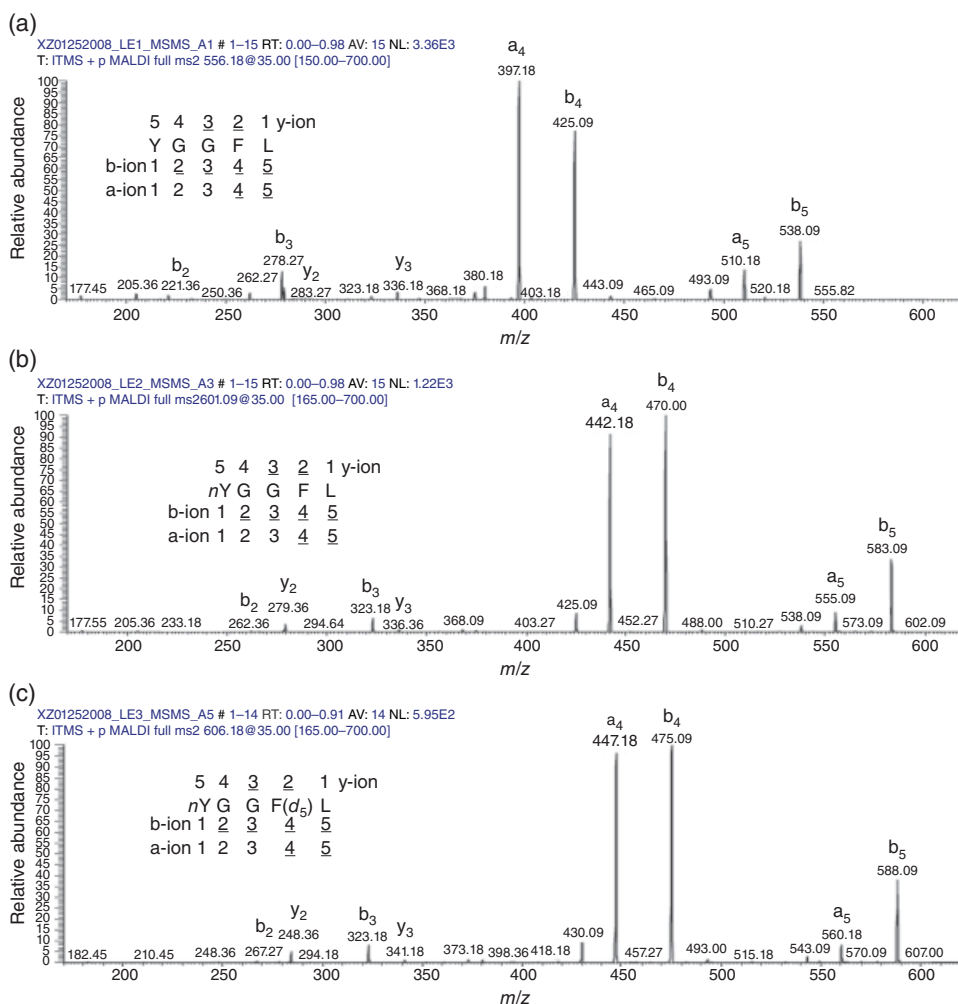 (a)
XZ01252008_LE1_MSMS_A1 # 1–15 RT: 0.00–0.98 AV: 15 NL: 3.36E3
T: ITMS + p MALDI full ms2 556.18@35.00 [150.00–700.00]
Relative abundance
100
95
90
85
80
75
70
65
60
55
50
45
40
35
30
25
20
15
10
5
0
5 4 3 2 1 y-ion
Y G G F L
b-ion 1 2 3 4 5
a-ion 1 2 3 4 5
a4
397.18
b4
425.09
b5
538.09
a5
510.18
b3
278.27
b2
221.36
y2
283.27
y3
336.18
177.45 205.36 250.36 262.27 323.18 368.18 380.18 403.18 443.09 465.09 493.09 520.18 555.82
200 250 300 350 400 450 500 550 600
m/z
(b)
XZ01252008_LE2_MSMS_A3 # 1–15 RT: 0.00–0.98 AV: 15 NL: 1.22E3
T: ITMS + p MALDI full ms2601.09@35.00 [165.00–700.00]
Relative abundance
100
95
90
85
80
75
70
65
60
55
50
45
40
35
30
25
20
15
10
5
0
5 4 3 2 1 y-ion
nY G G F L
b-ion 1 2 3 4 5
a-ion 1 2 3 4 5
a4
442.18
b4
470.00
b5
583.09
a5
555.09
b2
262.36
y2
279.36
b3
323.18
y3
336.36
177.55 205.36 233.18 294.64 368.09 403.27 425.09 452.27 488.00 510.27 538.09 573.09 602.09
200 250 300 350 400 450 500 550 600
m/z
(c)
XZ01252008_LE3_MSMS_A5 # 1–14 RT: 0.00–0.91 AV: 14 NL: 5.95E2
T: ITMS + p MALDI full ms2 606.18@35.00 [165.00–700.00]
Relative abundance
100
95
90
85
80
75
70
65
60
55
50
45
40
35
30
25
20
15
10
5
0
5 4 3 2 1 y-ion
nY G G F(d5) L
b-ion 1 2 3 4 5
a-ion 1 2 3 4 5
a4
447.18
b4
475.09
b5
588.09
a5
560.18
b2
267.27
y2
248.36
b3
323.18
y3
341.18
182.45 210.45 248.36 294.18 373.18 398.36 418.18 430.09 457.27 493.00 515.18 543.09 570.09 607.00
200 250 300 350 400 450 500 550 600
m/z